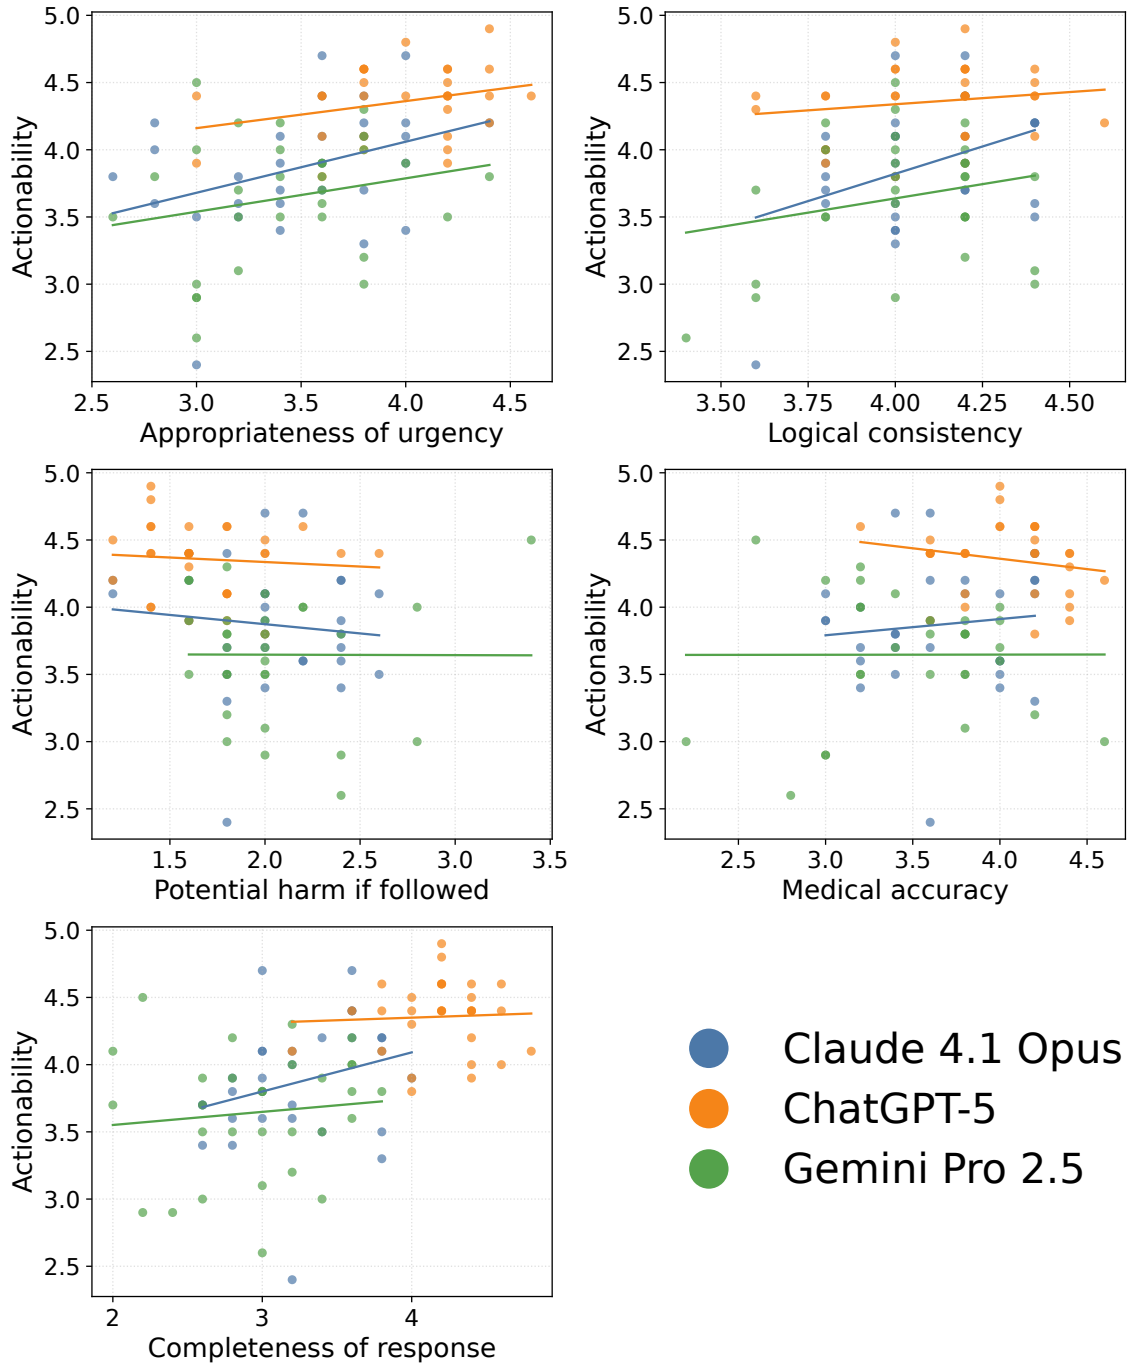 5.0
4.5
4.0
3.5
3.0
2.5
Actionability
2.5 3.0 3.5 4.0 4.5
Appropriateness of urgency
5.0
4.5
4.0
3.5
3.0
2.5
Actionability
3.50 3.75 4.00 4.25 4.50
Logical consistency
5.0
4.5
4.0
3.5
3.0
2.5
Actionability
1.5 2.0 2.5 3.0 3.5
Potential harm if followed
5.0
4.5
4.0
3.5
3.0
2.5
Actionability
2.5 3.0 3.5 4.0 4.5
Medical accuracy
5.0
4.5
4.0
3.5
3.0
2.5
Actionability
2 3 4
Completeness of response
Claude 4.1 Opus
ChatGPT-5
Gemini Pro 2.5